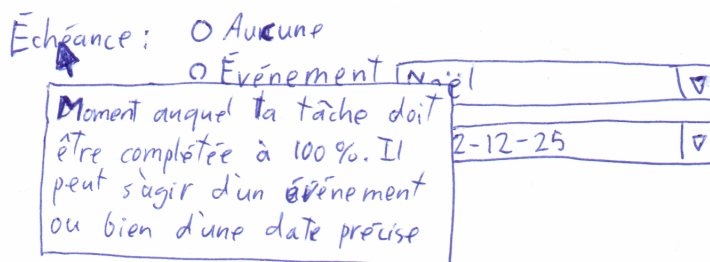 Échéance: O Aucune
O Événement Noël
Moment auquel ta tâche doit
être complétée à 100 %. Il
2-12-25
peut s'agir d'un événement
ou bien d'une date précise